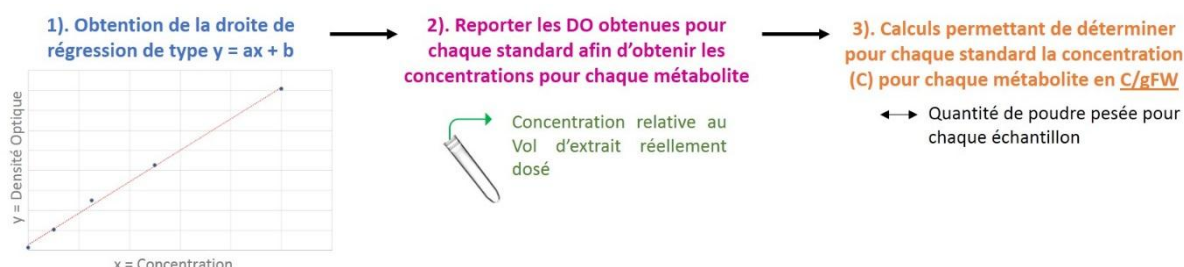 1). Obtention de la droite de
régression de type y = ax + b
y = Densité Optique
x = Concentration
2). Reporter les DO obtenues pour
chaque standard afin d’obtenir les
concentrations pour chaque métabolite
Concentration relative au
Vol d’extrait réellement
dosé
3). Calculs permettant de déterminer
pour chaque standard la concentration
(C) pour chaque métabolite en C/gFW
Quantité de poudre pesée pour
chaque échantillon